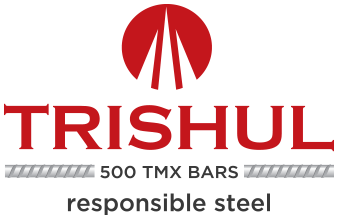 TRISHUL
500 TMX BARS
responsible steel